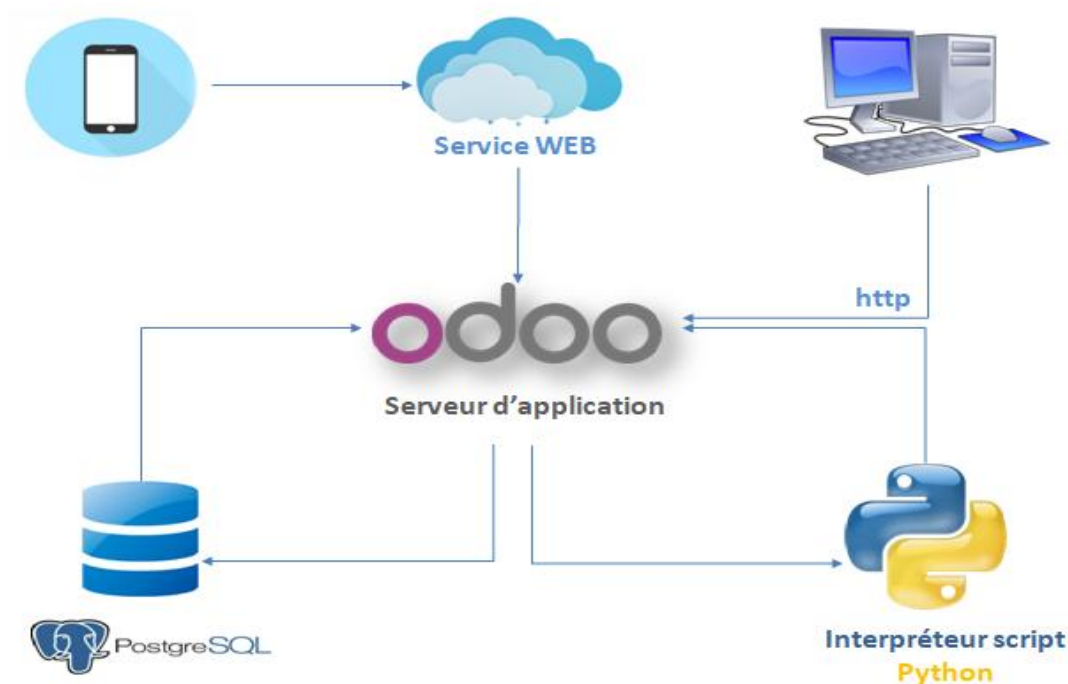 Service WEB
http
odoo
Serveur d'application
PostgreSQL
Interpréteur script
Python